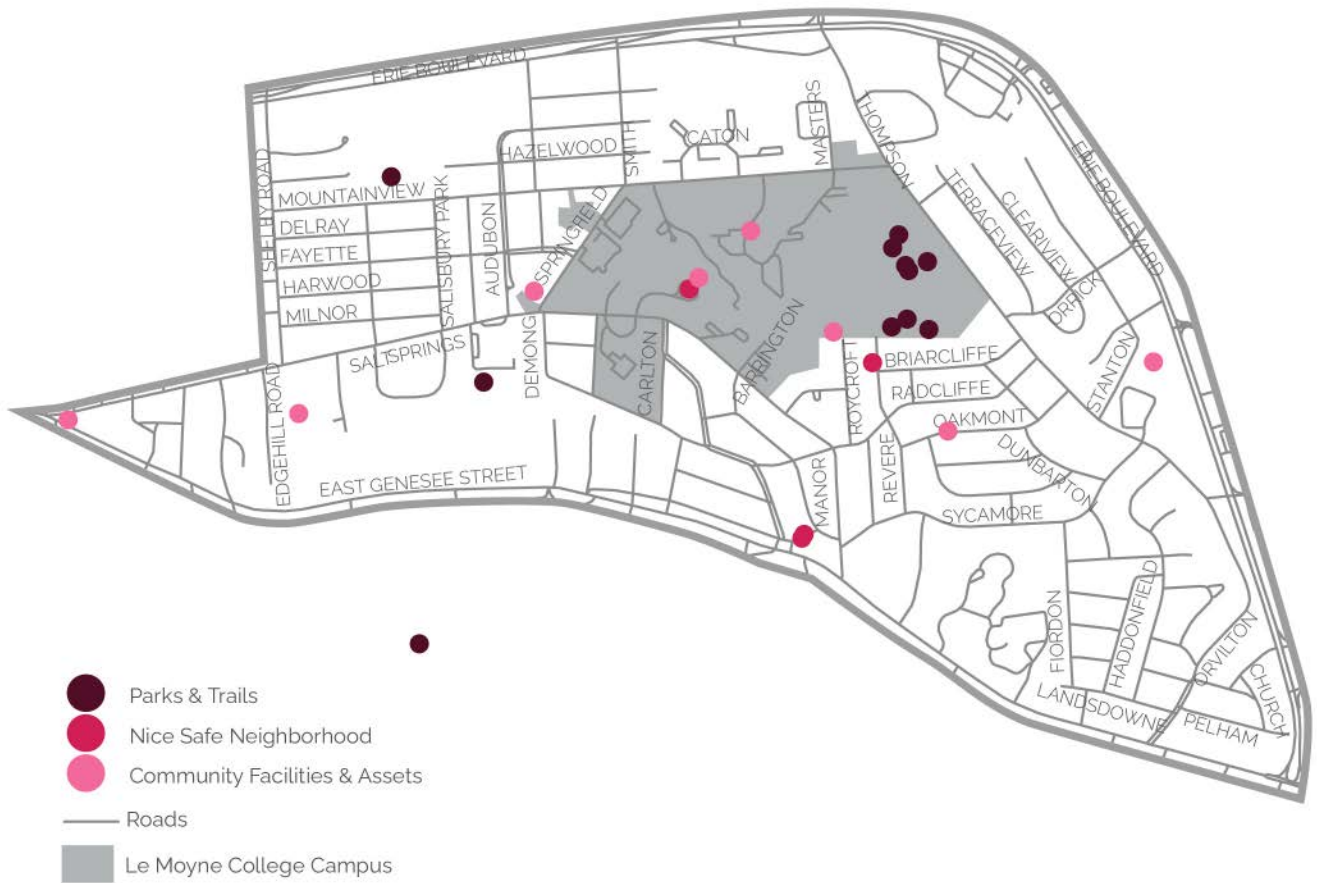 ERIE BOULEVARD
THOMPSON
MASTERS
CATON
SMITH
HAZELWOOD
SHELBY ROAD
MOUNTAINVIEW
DELRAY
FAYETTE
HARWOOD
MILNOR
SALISBURY PARK
AUDUBON
SPRINGFIELD
ERIE BOULEVARD
TERRACEVIEW
CLEARIVIEW
ORRICK
SALTSPRINGS
DEMONG
CARLTON
BARRINGTON
ROYCROFT
BRIARCLIFFE
RADCLIFFE
OAKMONT
STANTON
EDGEHILL ROAD
EAST GENESEE STREET
MANOR
REVERE
DUMBARTON
SYCAMORE
FIORDON
HADDONFIELD
ORVILTON
CHURCH
LANDSDOWNE
PELHAM
Parks & Trails
Nice Safe Neighborhood
Community Facilities & Assets
Roads
Le Moyne College Campus